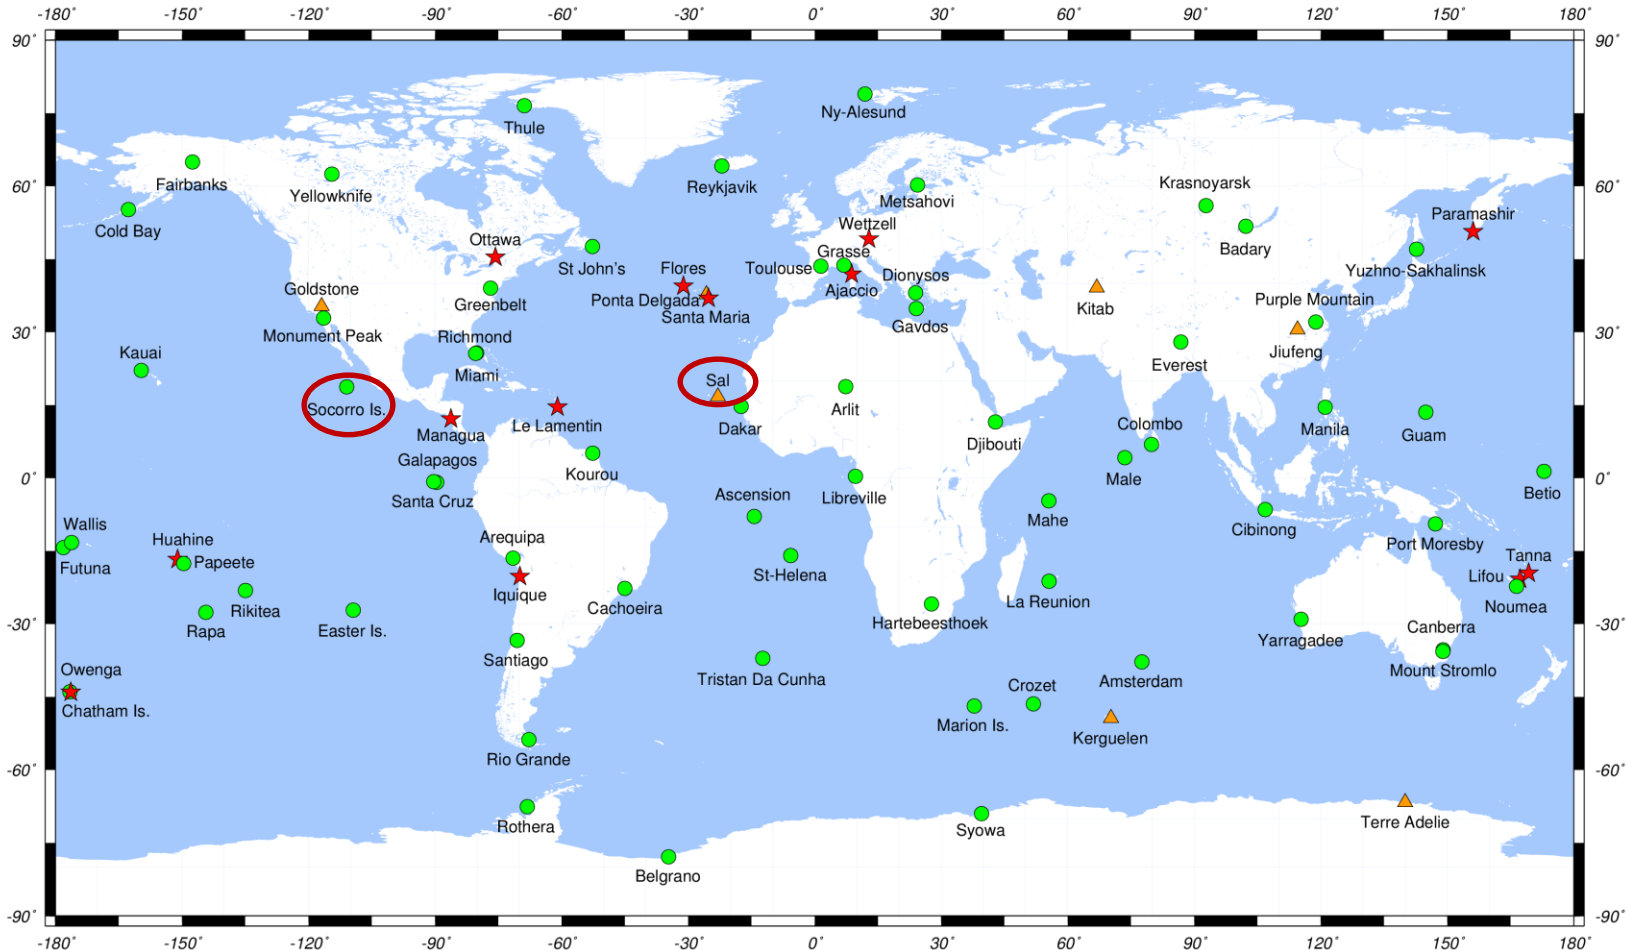 -180° -150° -120° -90° -60° -30° 0° 30° 60° 90° 120° 150° 180°
90° 90°
Ny-Alesund
Thule
Fairbanks
Yellowknife
Reykjavik
Metsahovi
Krasnoyarsk
60° 60°
Cold Bay
Ottawa
St John's
Wettzell
Grasse
Toulouse
Ajaccio
Dionysos
Gavdos
Badary
Paramashir
Yuzhno-Sakhalinsk
Goldstone
Monument Peak
Greenbelt
Flores
Ponta Delgada
Santa Maria
Kitab
Purple Mountain
Jiufeng
30° 30°
Kauai
Richmond
Miami
Everest
Socorro Is.
Sal
Dakar
Arlit
Managua
Le Lamentin
Djibouti
Colombo
Manila
Guam
Galapagos
Santa Cruz
Kourou
Male
0° 0°
Libreville
Betio
Ascension
Mahe
Cibinong
Port Moresby
Wallis
Futuna
Huahine
Papeete
Arequipa
Iquique
St-Helena
Tanna
Lifou
Noumea
Rikitea
Rapa
Easter Is.
Cachoeira
La Reunion
Hartebeesthoek
-30° -30°
Yarragadee
Canberra
Mount Stromlo
Santiago
Owenga
Chatham Is.
Tristan Da Cunha
Amsterdam
Crozet
Marion Is.
Kerguelen
Rio Grande
-60° -60°
Rothera
Syowa
Terre Adelie
Belgrano
-90° -90°
-180° -150° -120° -90° -60° -30° 0° 30° 60° 90° 120° 150° 180°